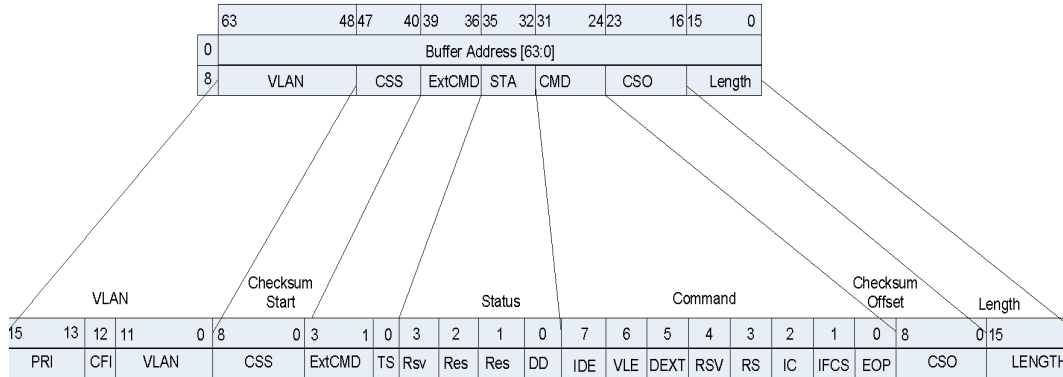 63 48 47 40 39 36 35 32 31 24 23 16 15 0
0 Buffer Address [63:0]
8 VLAN CSS ExtCMD STA CMD CSO Length
VLAN Checksum Start Status Command Checksum Offset Length
15 13 12 11 0 8 0 3 1 0 3 2 1 0 7 6 5 4 3 2 1 0 8 0 15
PRI CFI VLAN CSS ExtCMD TS Rsv Res Res DD IDE VLE DEXT RSV RS IC IFCS EOP CSO LENGTH